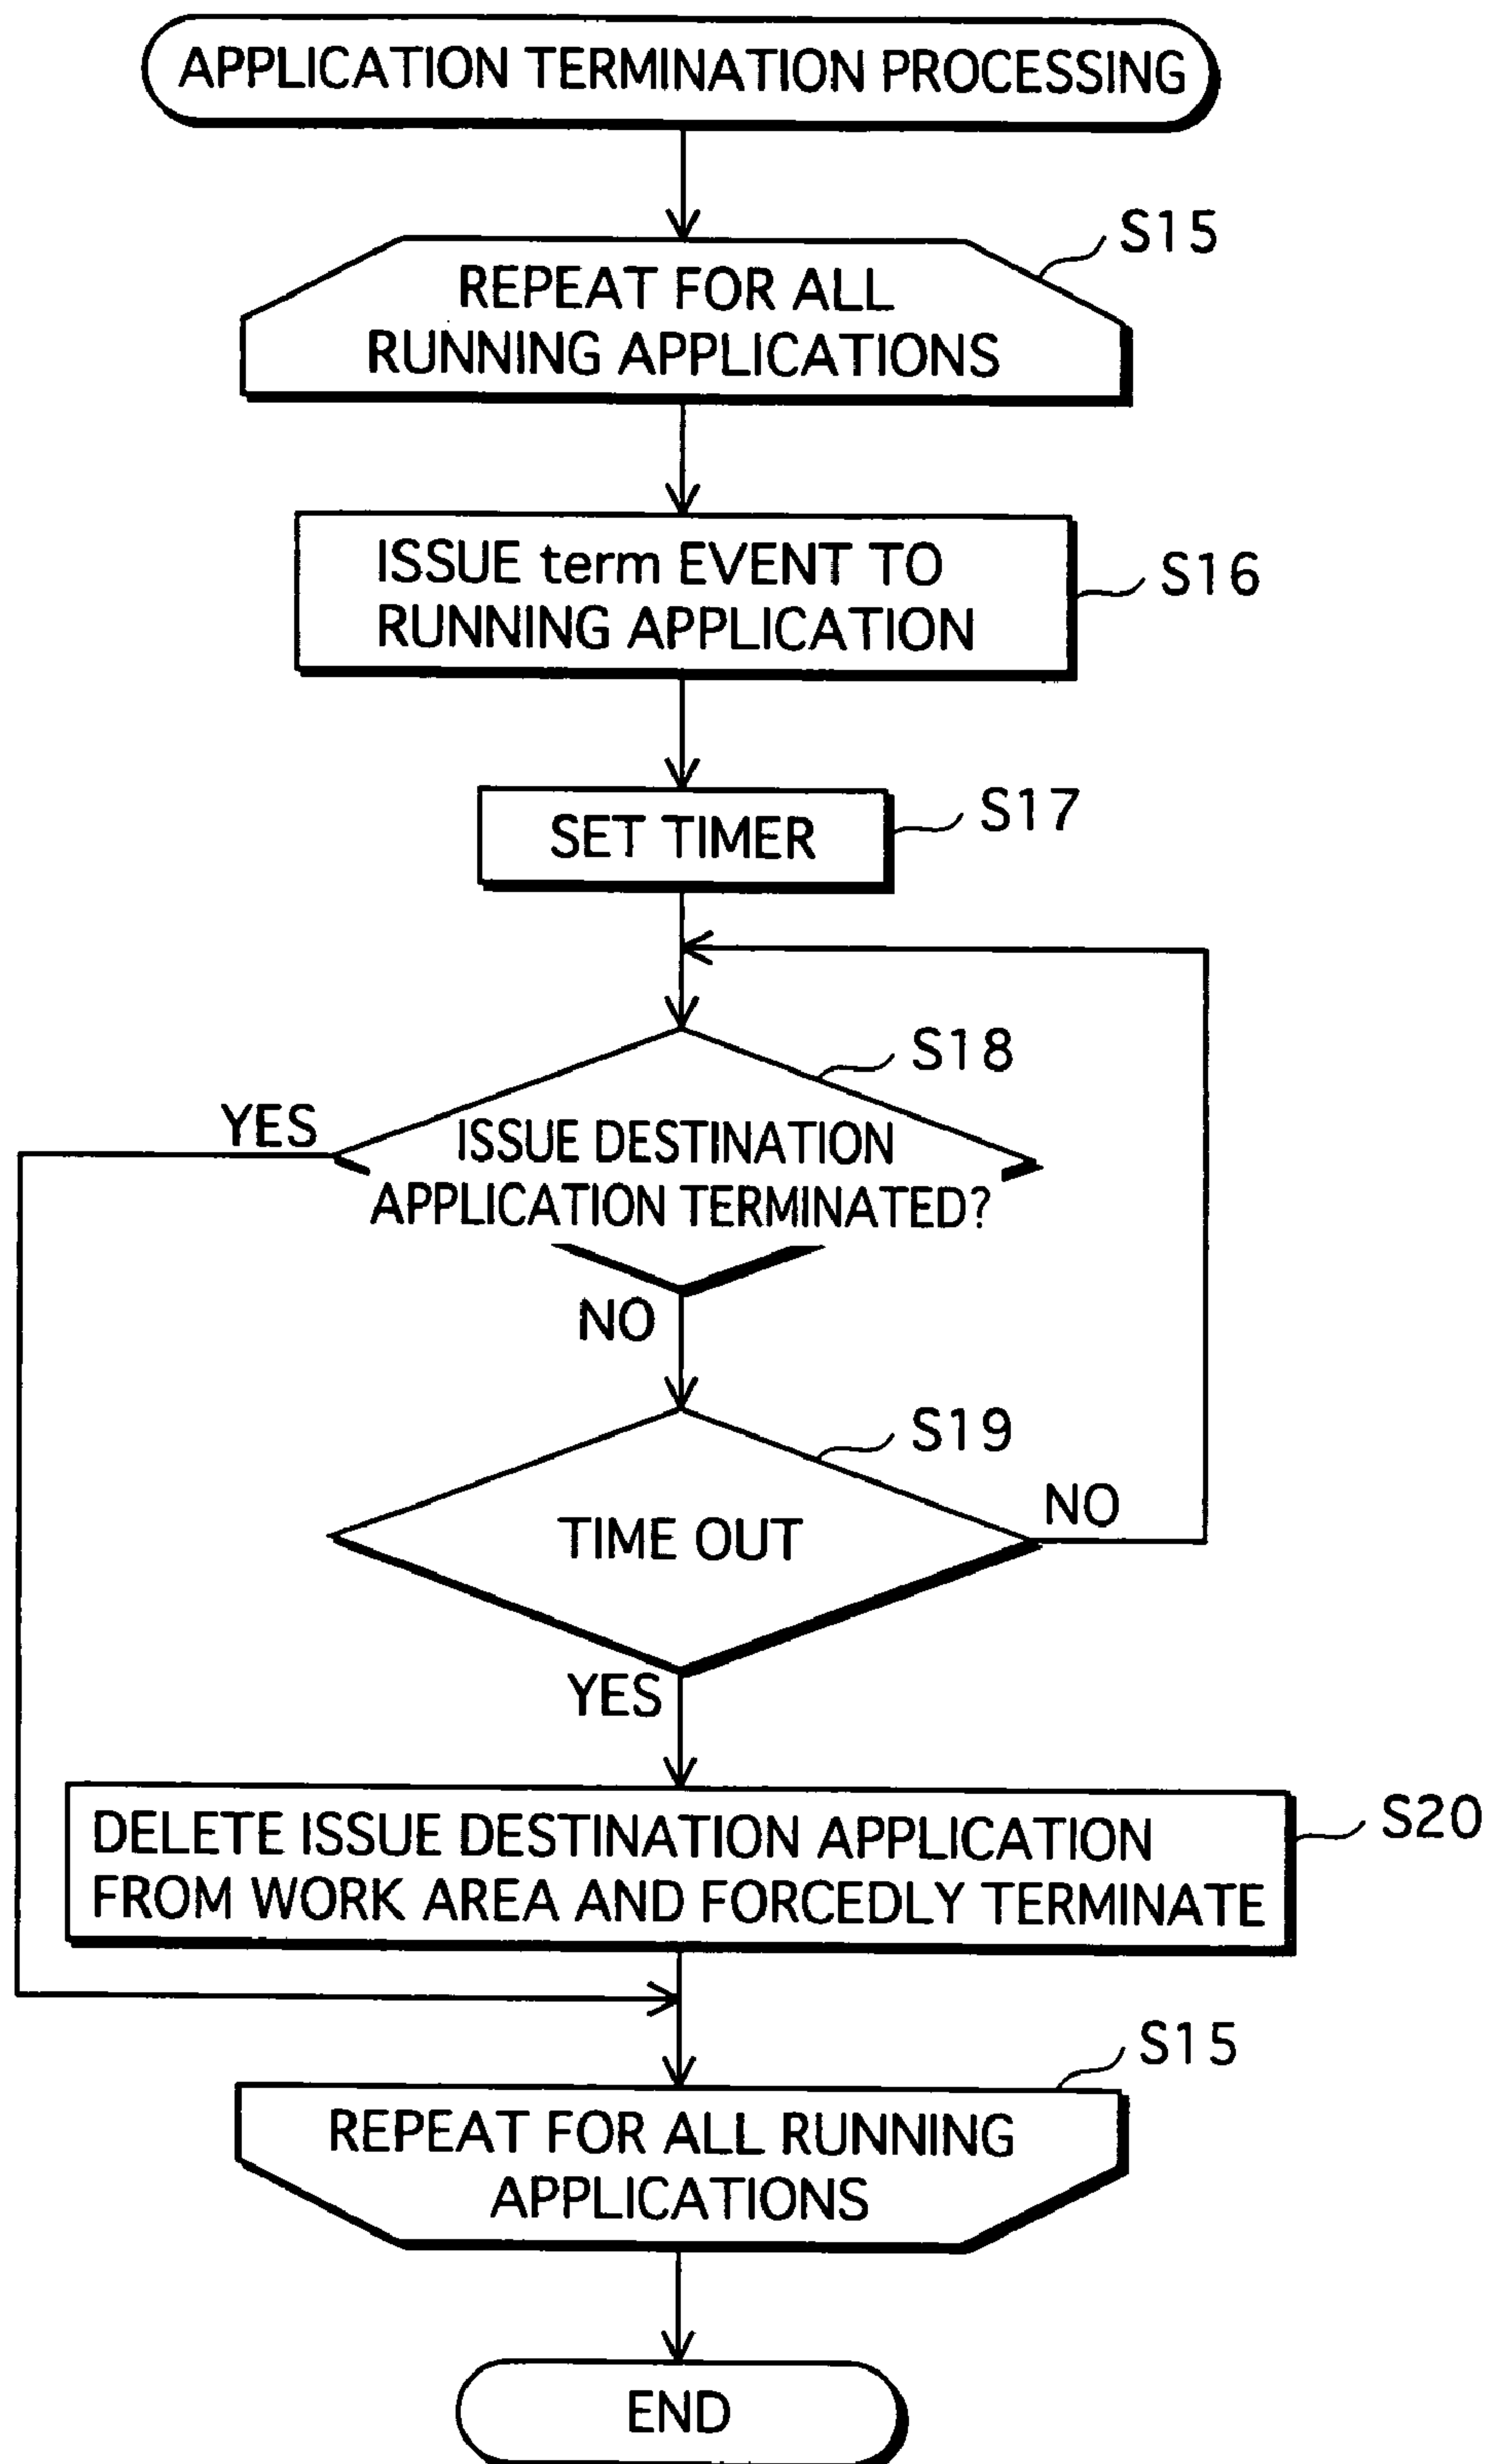 APPLICATION TERMINATION PROCESSING
S15
REPEAT FOR ALL
RUNNING APPLICATIONS
ISSUE term EVENT TO
RUNNING APPLICATION
S16
SET TIMER
S17
S18
YES
ISSUE DESTINATION
APPLICATION TERMINATED?
NO
S19
TIME OUT
NO
YES
DELETE ISSUE DESTINATION APPLICATION
FROM WORK AREA AND FORCEDLY TERMINATE
S20
S15
REPEAT FOR ALL RUNNING
APPLICATIONS
END